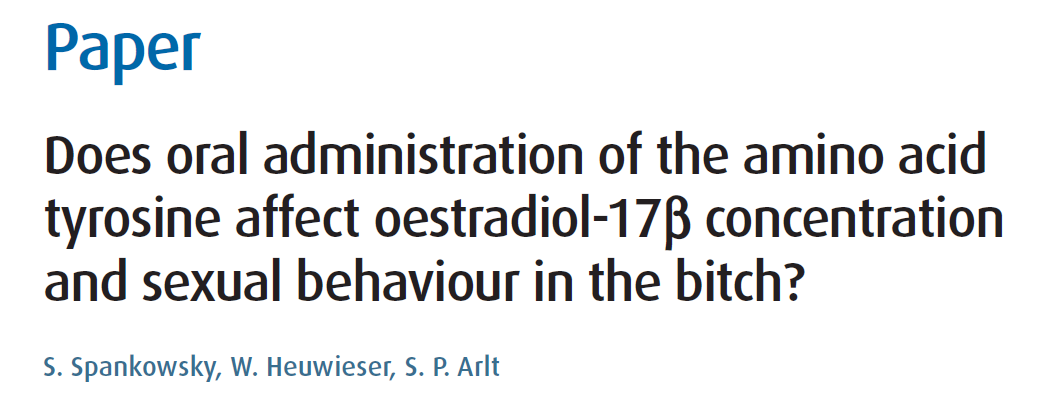 Paper
Does oral administration of the amino acid
tyrosine affect oestradiol-17β concentration
and sexual behaviour in the bitch?
S. Spankowsky, W. Heuwieser, S. P. Arlt